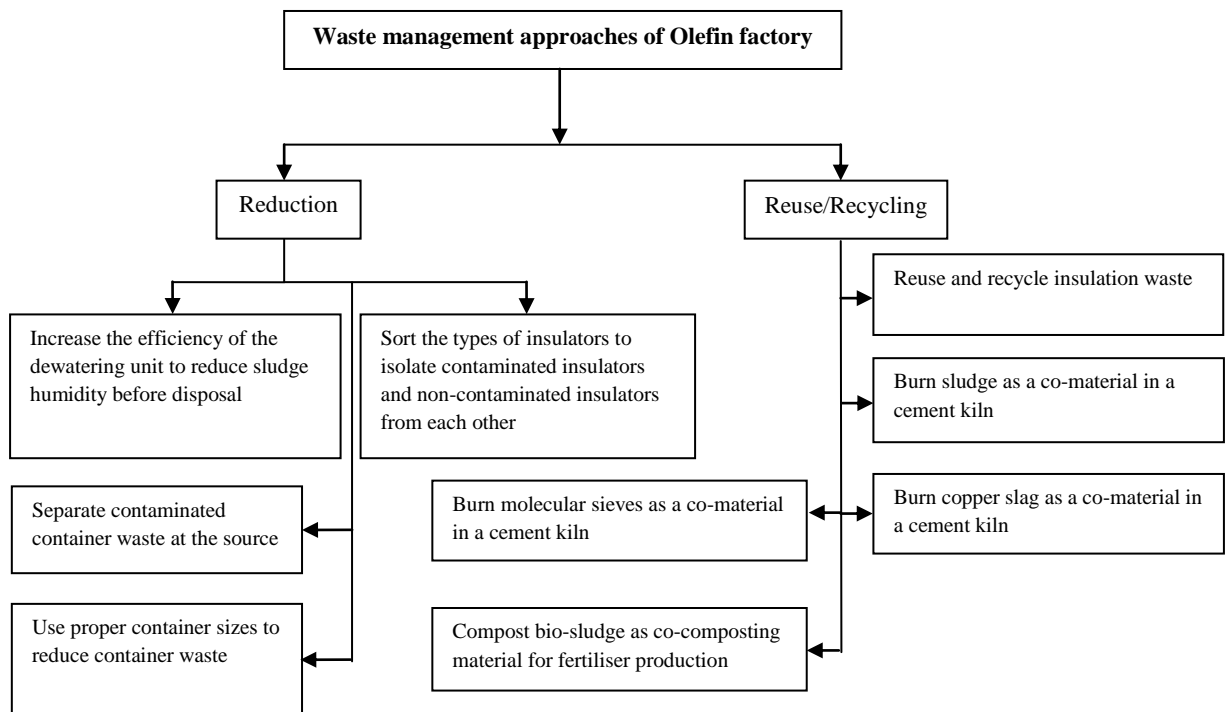 Waste management approaches of Olefin factory
Reduction
Reuse/Recycling
Increase the efficiency of the
dewatering unit to reduce sludge
humidity before disposal
Sort the types of insulators to
isolate contaminated insulators
and non-contaminated insulators
from each other
Separate contaminated
container waste at the source
Use proper container sizes to
reduce container waste
Reuse and recycle insulation waste
Burn sludge as a co-material in a
cement kiln
Burn molecular sieves as a co-material
in a cement kiln
Burn copper slag as a co-material in
a cement kiln
Compost bio-sludge as co-composting
material for fertiliser production